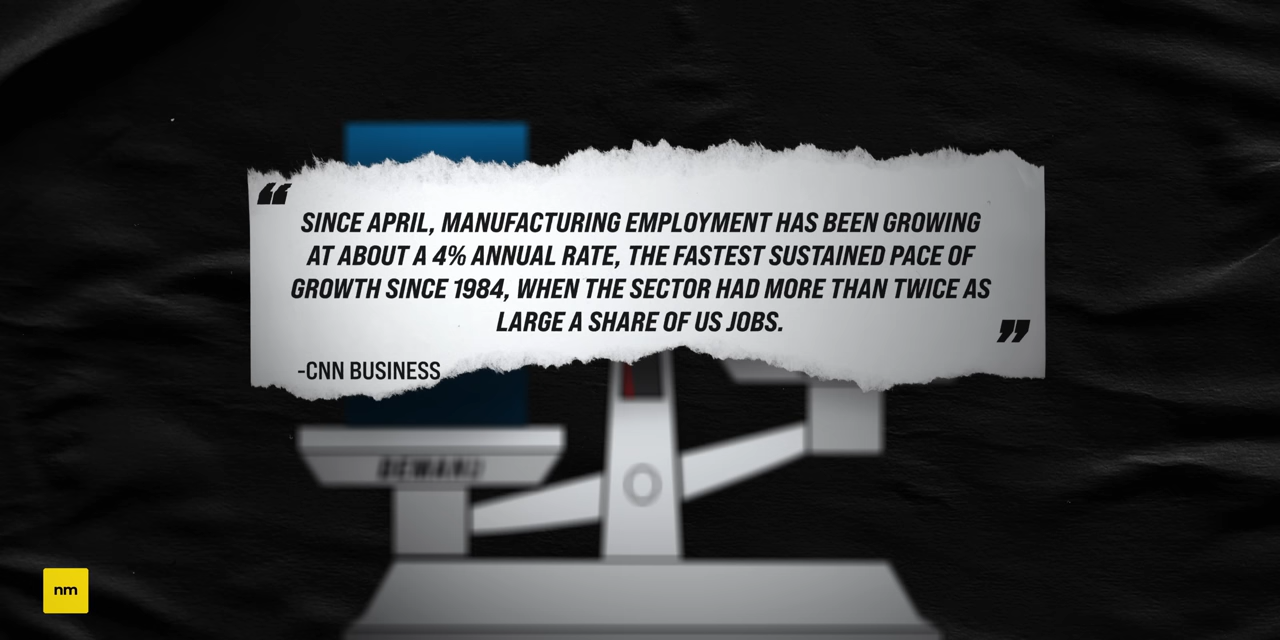 “
SINCE APRIL, MANUFACTURING EMPLOYMENT HAS BEEN GROWING
AT ABOUT A 4% ANNUAL RATE, THE FASTEST SUSTAINED PACE OF
GROWTH SINCE 1984, WHEN THE SECTOR HAD MORE THAN TWICE AS
LARGE A SHARE OF US JOBS.
”
-CNN BUSINESS
DEMAND
nm